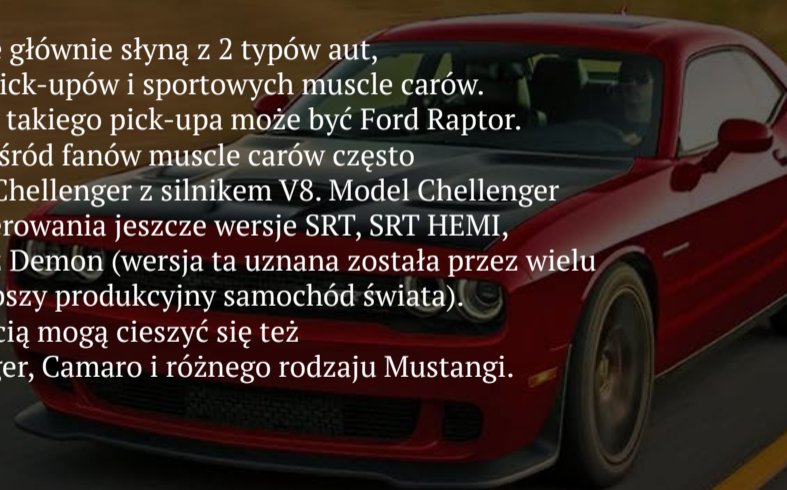 głównie słyną z 2 typów aut,
ick-upów i sportowych muscle carów.
takiego pick-upa może być Ford Raptor.
śród fanów muscle carów często
Chellenger z silnikiem V8. Model Chellenger
erowania jeszcze wersje SRT, SRT HEMI,
Demon (wersja ta uznana została przez wielu
szy produkcyjny samochód świata).
cią mogą cieszyć się też
ger, Camaro i różnego rodzaju Mustangi.